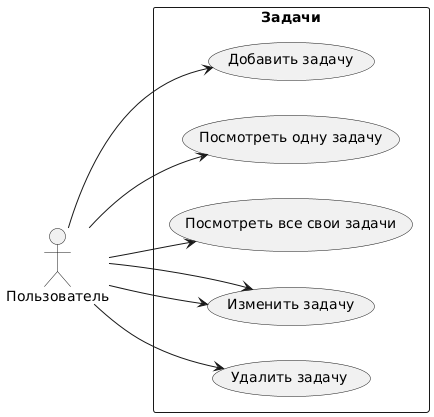 Задачи
Добавить задачу
Посмотреть одну задачу
Посмотреть все свои задачи
Пользователь
Изменить задачу
Удалить задачу